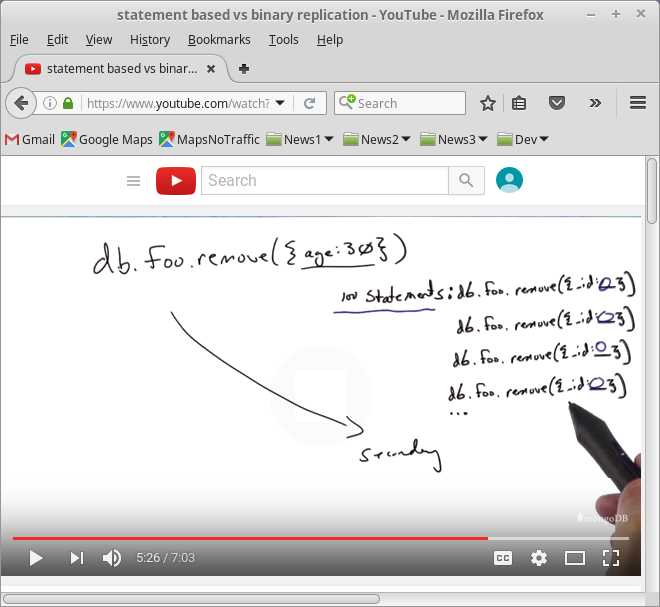 statement based vs binary replication - YouTube - Mozilla Firefox
File Edit View History Bookmarks Tools Help
statement based vs binar...
https://www.youtube.com/watch?
Search
Gmail Google Maps MapsNoTraffic News1 News2 News3 Dev
Search
db.foo.remove({age:30})
100 Statements: db.foo.remove({_id:0})
db.foo.remove({_id:0})
db.foo.remove({_id:0})
db.foo.remove({_id:0})
...
secondary
mongoDB
5:26 / 7:03
CC